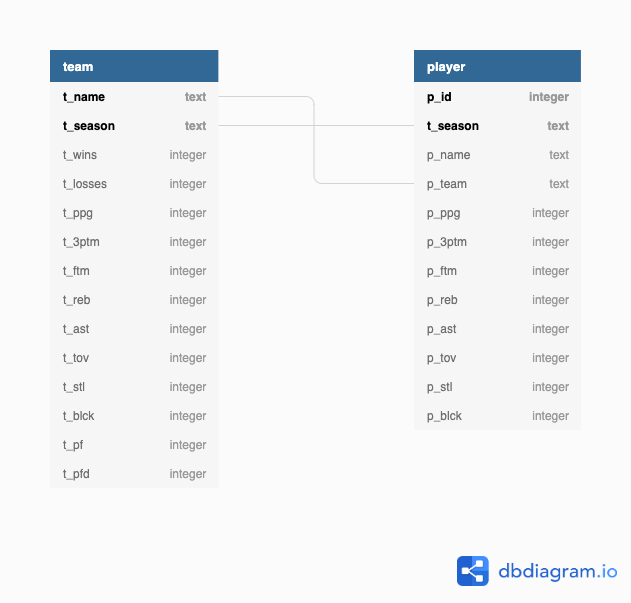 team
t_name text
t_season text
t_wins integer
t_losses integer
t_ppg integer
t_3ptm integer
t_ftm integer
t_reb integer
t_ast integer
t_tov integer
t_stl integer
t_blck integer
t_pf integer
t_pfd integer
player
p_id integer
t_season text
p_name text
p_team text
p_ppg integer
p_3ptm integer
p_ftm integer
p_reb integer
p_ast integer
p_tov integer
p_stl integer
p_blck integer
dbdiagram.io